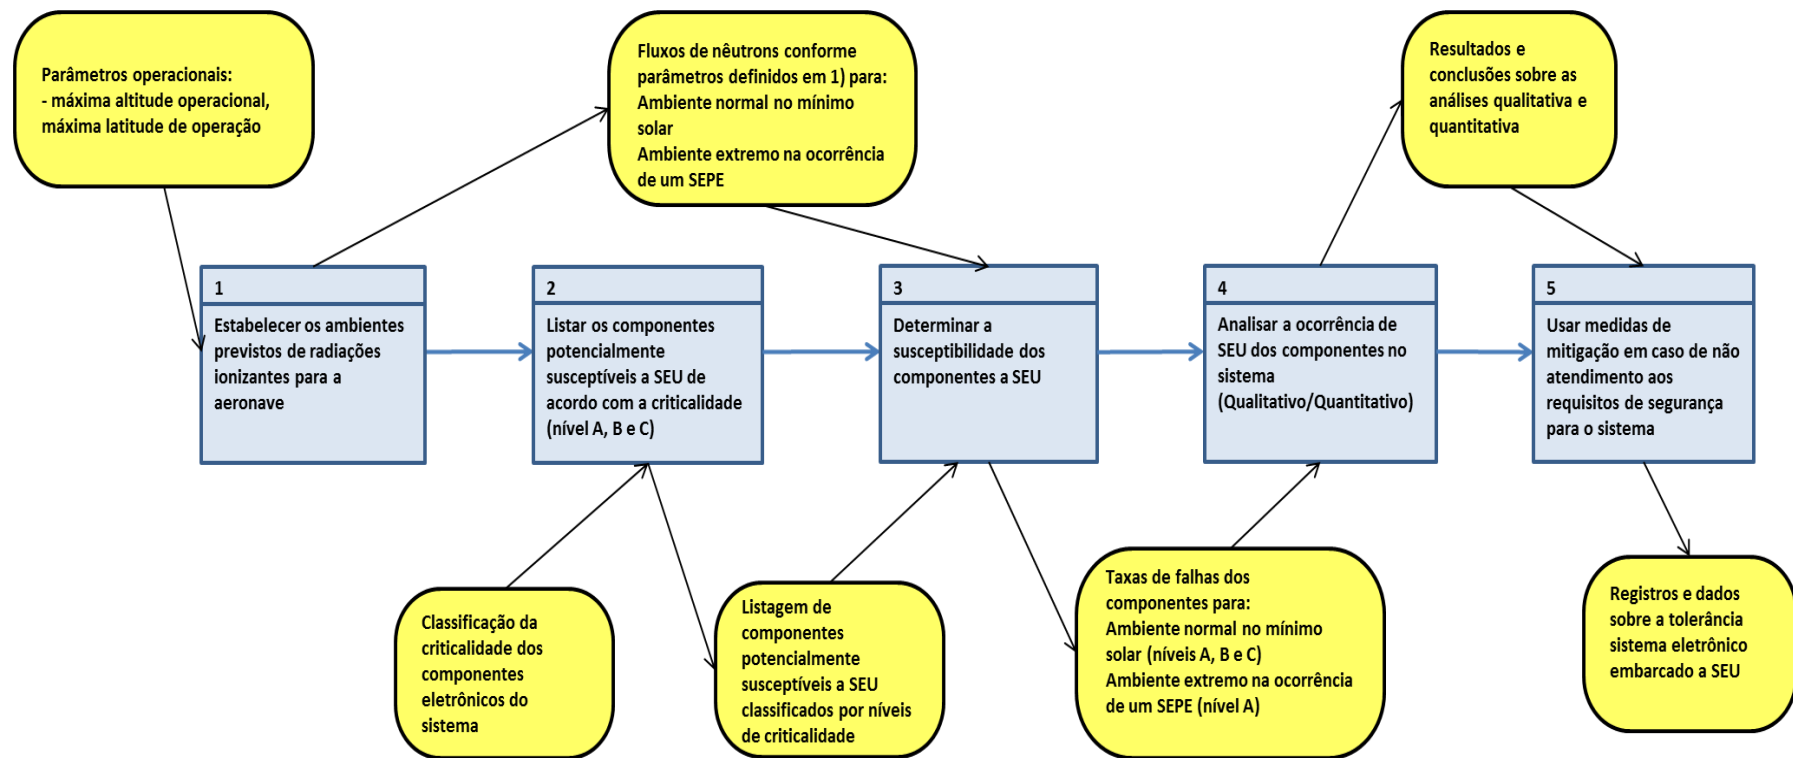 Parâmetros operacionais:
- máxima altitude operacional,
máxima latitude de operação
Fluxos de nêutrons conforme
parâmetros definidos em 1) para:
Ambiente normal no mínimo
solar
Ambiente extremo na ocorrência
de um SEPE
Resultados e
conclusões sobre as
análises qualitativa e
quantitativa
1
Estabelecer os ambientes
previstos de radiações
ionizantes para a
aeronave
2
Listar os componentes
potencialmente
susceptíveis a SEU de
acordo com a criticalidade
(nível A, B e C)
3
Determinar a
susceptibilidade dos
componentes a SEU
4
Analisar a ocorrência de
SEU dos componentes no
sistema
(Qualitativo/Quantitativo)
5
Usar medidas de
mitigação em caso de não
atendimento aos
requisitos de segurança
para o sistema
Classificação da
criticalidade dos
componentes
eletrônicos do
sistema
Listagem de
componentes
potencialmente
susceptíveis a SEU
classificados por níveis
de criticalidade
Taxas de falhas dos
componentes para:
Ambiente normal no mínimo
solar (níveis A, B e C)
Ambiente extremo na ocorrência
de um SEPE (nível A)
Registros e dados
sobre a tolerância
sistema eletrônico
embarcado a SEU